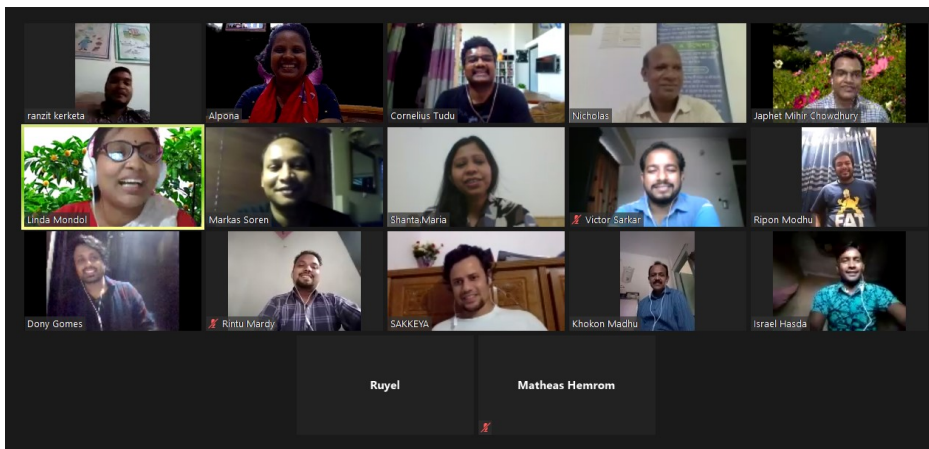 ranzit kerketa
Alpona
Cornelius Tudu
Nicholas
Japhet Mihir Chowdhury
Linda Mondol
Markas Soren
Shanta.Maria
Victor Sarkar
Ripon Modhu
EAT
Dony Gomes
Rintu Mardy
SAKKEYA
Khokon Madhu
Israel Hasda
Ruyel
Matheas Hemrom